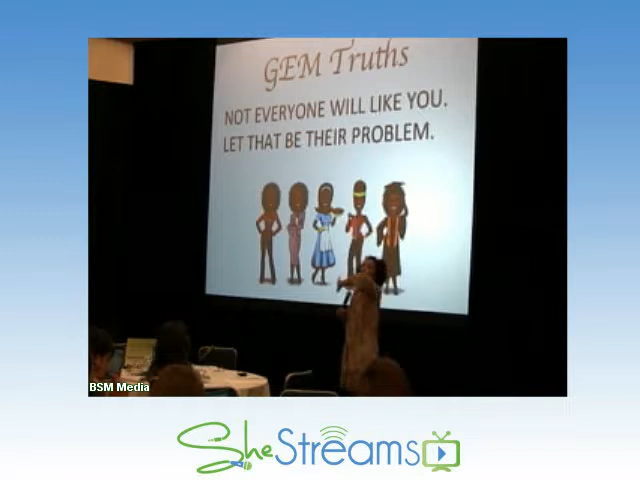 GEM Truths
NOT EVERYONE WILL LIKE YOU.
LET THAT BE THEIR PROBLEM.
BSM Media
SheStreams